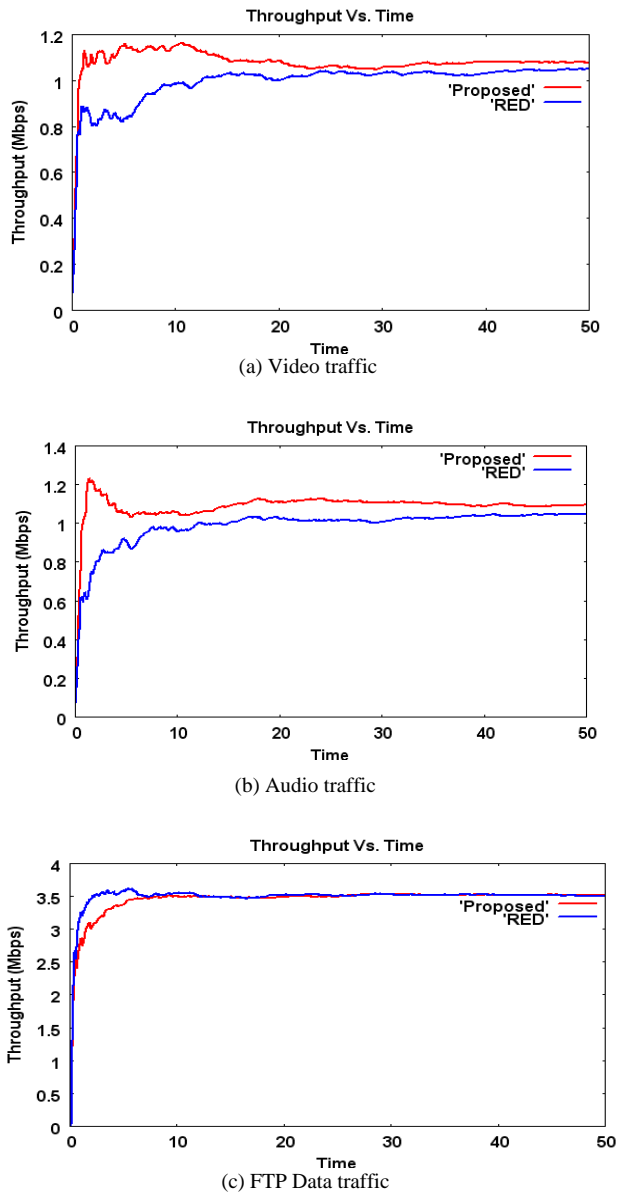 Throughput Vs. Time
1.2
1
0.8
0.6
0.4
0.2
0
Throughput (Mbps)
'Proposed'
'RED'
0 10 20 30 40 50
Time
(a) Video traffic
Throughput Vs. Time
1.4
1.2
1
0.8
0.6
0.4
0.2
0
Throughput (Mbps)
'Proposed'
'RED'
0 10 20 30 40 50
Time
(b) Audio traffic
Throughput Vs. Time
4
3.5
3
2.5
2
1.5
1
0.5
0
Throughput (Mbps)
'Proposed'
'RED'
0 10 20 30 40 50
Time
(c) FTP Data traffic